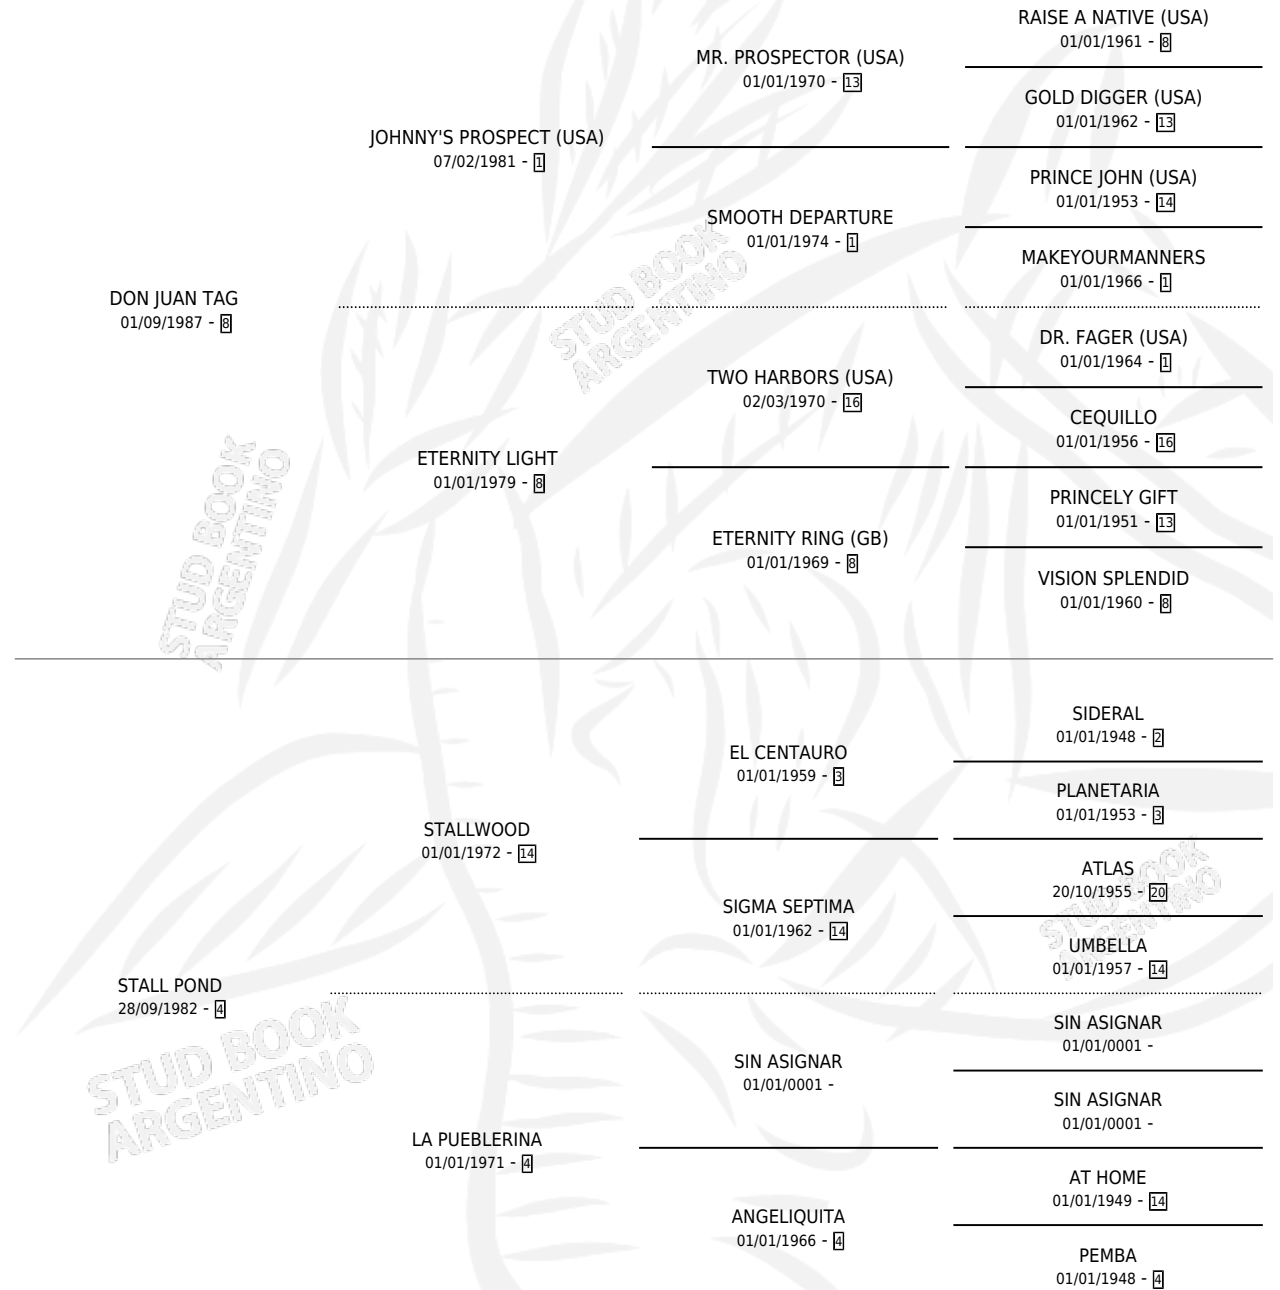 RAISE A NATIVE (USA)
01/01/1961 - 8
MR. PROSPECTOR (USA)
01/01/1970 - 13
GOLD DIGGER (USA)
01/01/1962 - 13
JOHNNY'S PROSPECT (USA)
07/02/1981 - 1
PRINCE JOHN (USA)
01/01/1953 - 14
SMOOTH DEPARTURE
01/01/1974 - 1
MAKEYOURMANNERS
01/01/1966 - 1
DON JUAN TAG
01/09/1987 - 8
DR. FAGER (USA)
01/01/1964 - 1
TWO HARBORS (USA)
02/03/1970 - 16
CEQUILLO
01/01/1956 - 16
ETERNITY LIGHT
01/01/1979 - 8
PRINCELY GIFT
01/01/1951 - 13
ETERNITY RING (GB)
01/01/1969 - 8
VISION SPLENDID
01/01/1960 - 8
SIDERAL
01/01/1948 - 2
EL CENTAURO
01/01/1959 - 3
PLANETARIA
01/01/1953 - 3
STALLWOOD
01/01/1972 - 14
ATLAS
20/10/1955 - 20
SIGMA SEPTIMA
01/01/1962 - 14
UMBELLA
01/01/1957 - 14
STALL POND
28/09/1982 - 4
SIN ASIGNAR
01/01/0001 -
SIN ASIGNAR
01/01/0001 -
SIN ASIGNAR
01/01/0001 -
LA PUEBLERINA
01/01/1971 - 4
AT HOME
01/01/1949 - 14
ANGELIQUITA
01/01/1966 - 4
PEMBA
01/01/1948 - 4
STUD BOOK
ARGENTINO
STUD BOOK
ARGENTINO
STUD BOOK
ARGENTINO
STUD BOOK
ARGENTINO